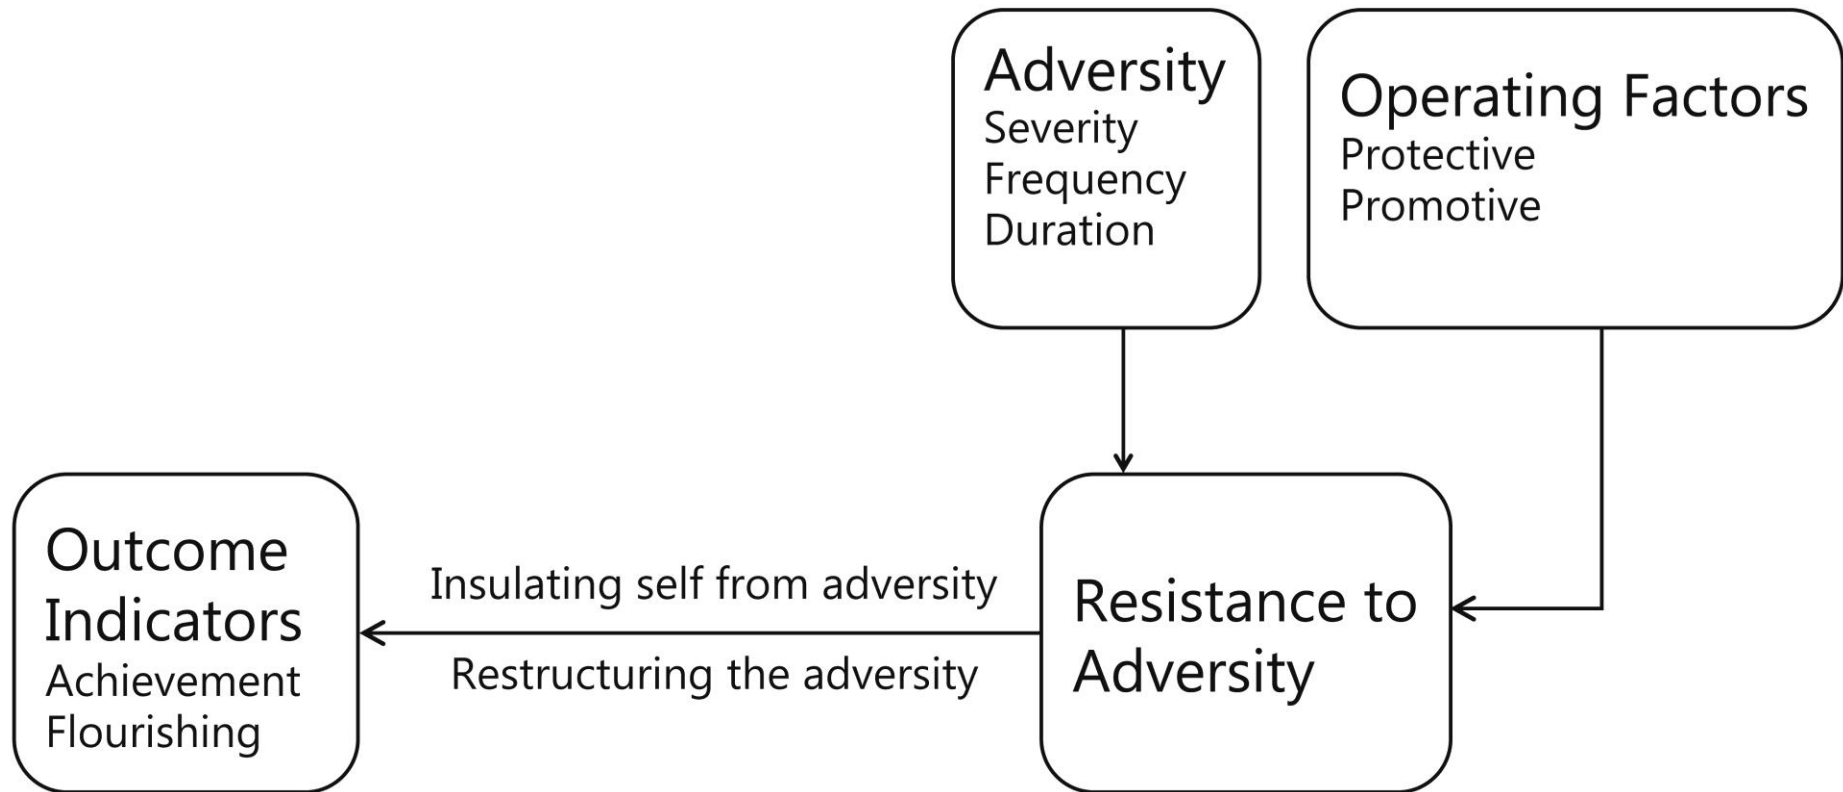 Adversity
Severity
Frequency
Duration
Operating Factors
Protective
Promotive
Outcome
Indicators
Achievement
Flourishing
Insulating self from adversity
Restructuring the adversity
Resistance to
Adversity